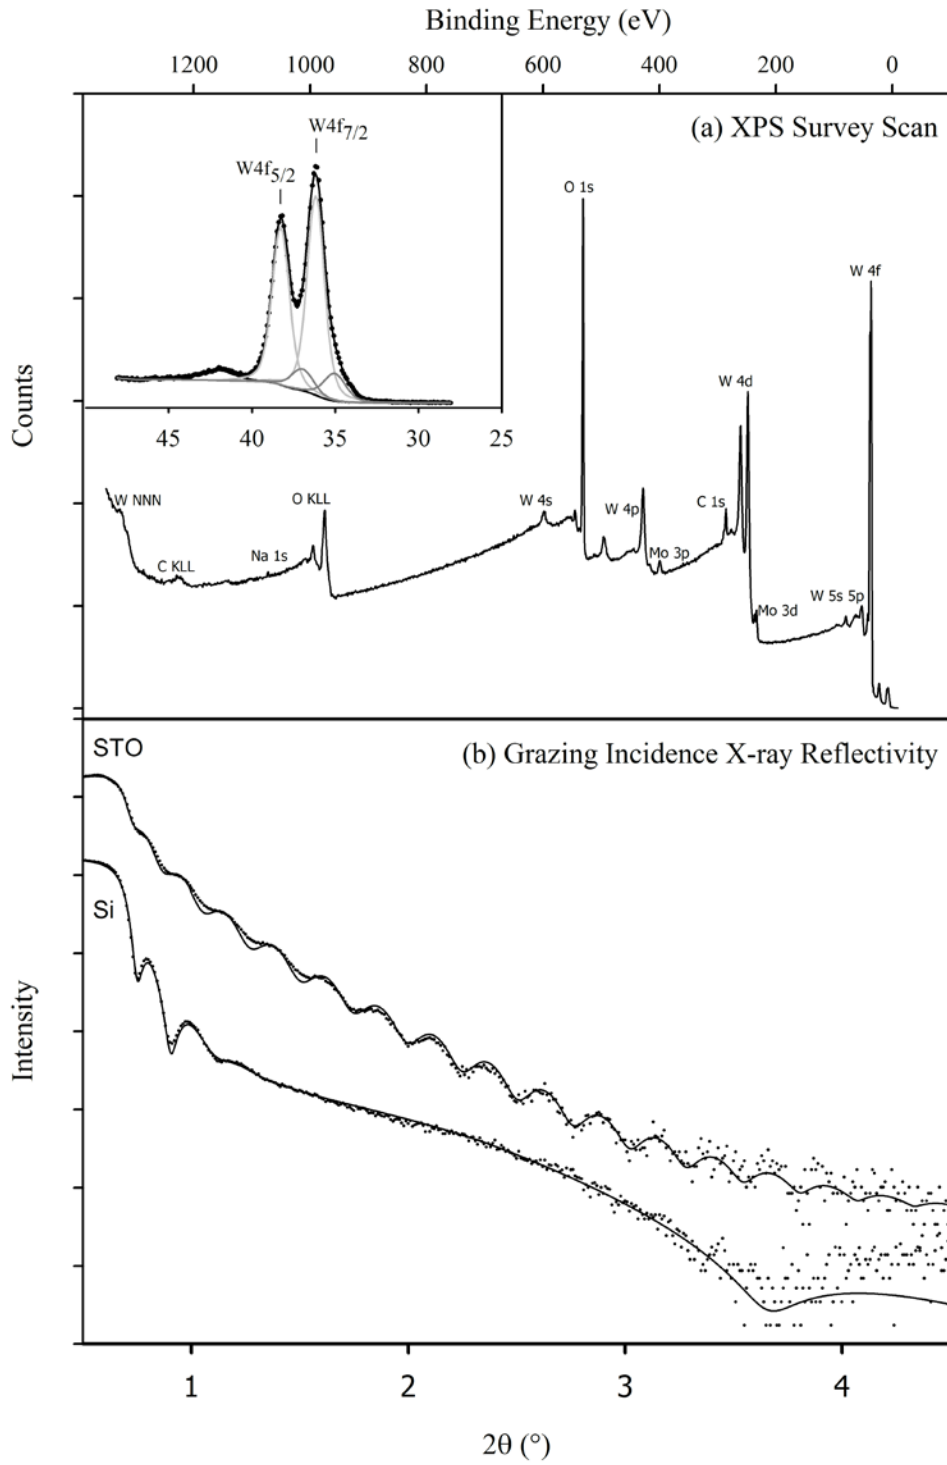 Binding Energy (eV)
1200 1000 800 600 400 200 0
(a) XPS Survey Scan
W4f7/2
W4f5/2
O 1s
W 4f
W 4d
Counts
45 40 35 30 25
W NNN
O KLL
W 4s
W 4p
C 1s
C KLL
Na 1s
Mo 3p
Mo 3d
W 5s 5p
STO
(b) Grazing Incidence X-ray Reflectivity
Si
Intensity
1 2 3 4
2θ (°)